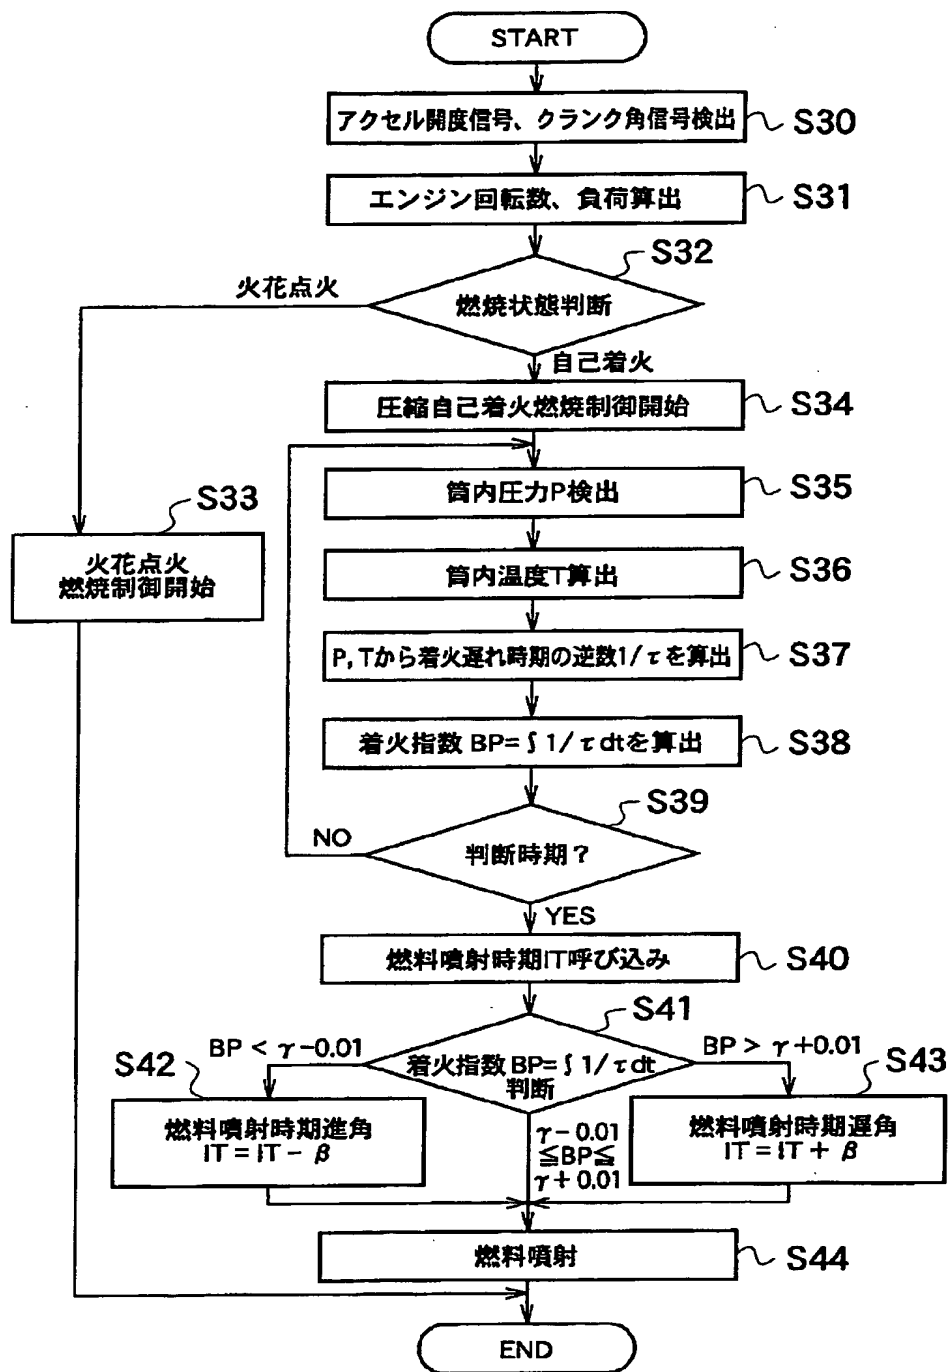 START
アクセル開度信号、クランク角信号検出
S30
エンジン回転数、負荷算出
S31
S32
火花点火
燃焼状態判断
自己着火
圧縮自己着火燃焼制御開始
S34
筒内圧力P検出
S35
S33
火花点火
燃焼制御開始
筒内温度T算出
S36
P, Tから着火遅れ時期の逆数1/τを算出
S37
着火指数 BP=∫1/τdtを算出
S38
S39
NO
判断時期?
YES
燃料噴射時期IT呼び込み
S40
S41
BP < γ-0.01
着火指数 BP=∫1/τdt
判断
BP > γ+0.01
S42
S43
燃料噴射時期進角
IT = IT - β
γ-0.01
≦BP≦
γ+0.01
燃料噴射時期遅角
IT = IT + β
燃料噴射
S44
END